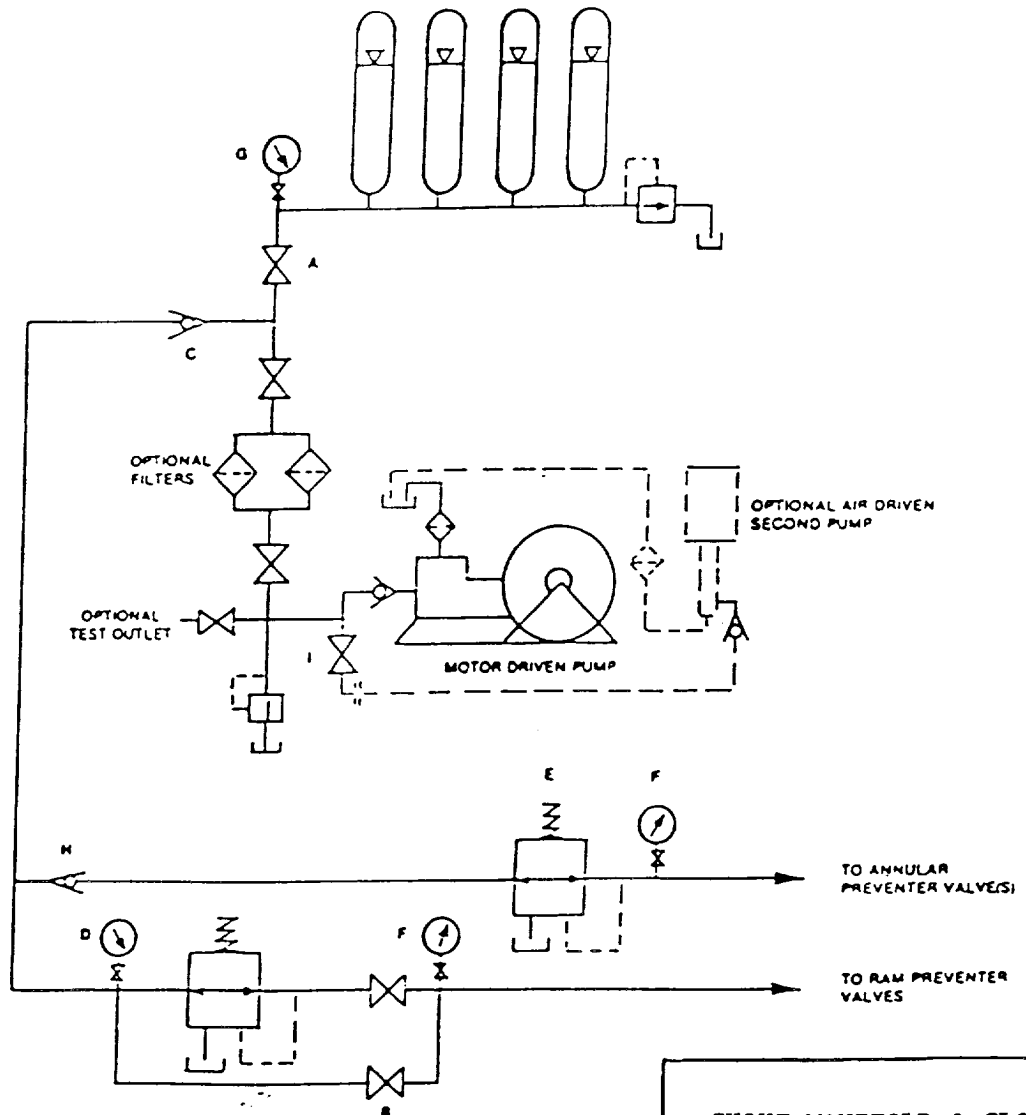 G
A
C
OPTIONAL
FILTERS
OPTIONAL AIR DRIVEN
SECOND PUMP
OPTIONAL
TEST OUTLET
I
MOTOR DRIVEN PUMP
E
F
H
TO ANNULAR
PREVENTER VALVE(S)
D
F
TO RAM PREVENTER
VALVES
B